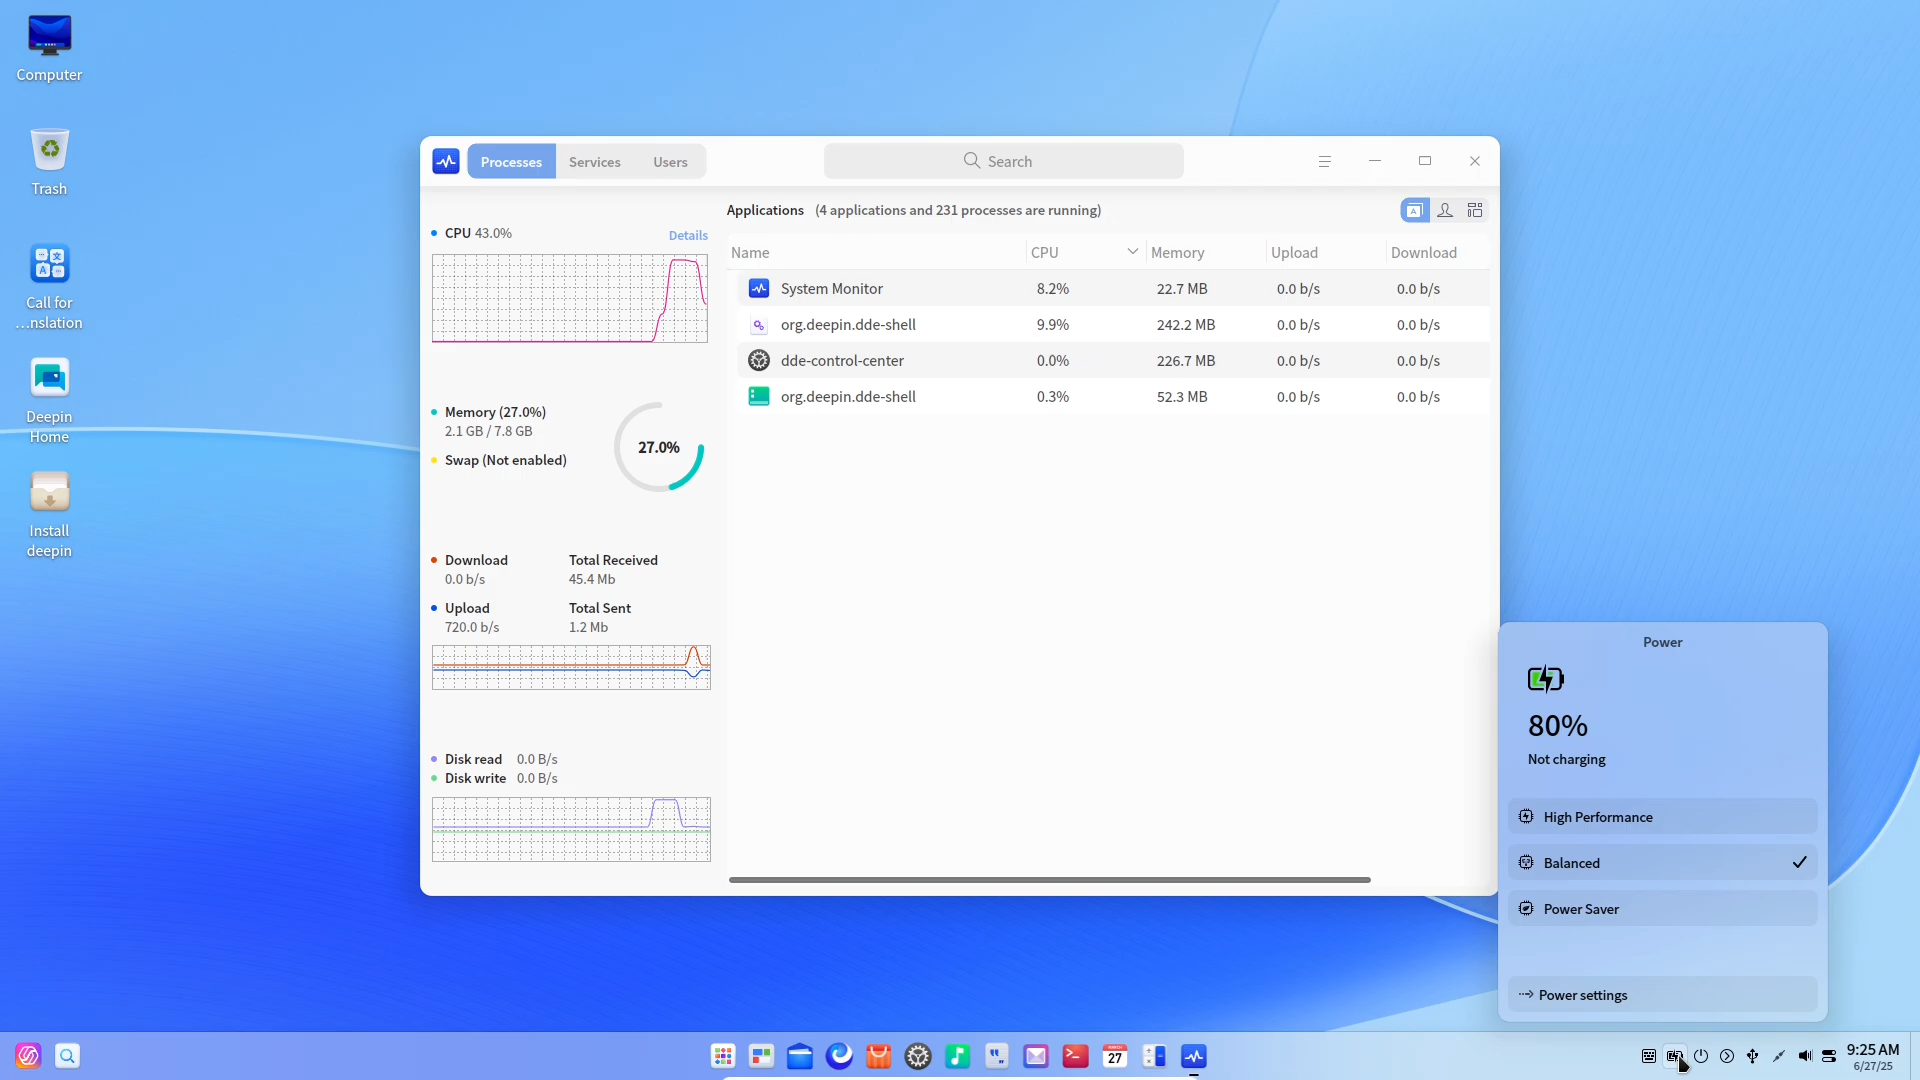 Computer
Trash
Call for
...nslation
Deepin
Home
Install
deepin
Processes
Services
Users
Search
CPU 43.0%
Details
Memory (27.0%)
2.1 GB / 7.8 GB
Swap (Not enabled)
27.0%
Download
0.0 b/s
Total Received
45.4 Mb
Upload
720.0 b/s
Total Sent
1.2 Mb
Disk read 0.0 B/s
Disk write 0.0 B/s
Applications (4 applications and 231 processes are running)
Name CPU Memory Upload Download
System Monitor 8.2% 22.7 MB 0.0 b/s 0.0 b/s
org.deepin.dde-shell 9.9% 242.2 MB 0.0 b/s 0.0 b/s
dde-control-center 0.0% 226.7 MB 0.0 b/s 0.0 b/s
org.deepin.dde-shell 0.3% 52.3 MB 0.0 b/s 0.0 b/s
Power
80%
Not charging
High Performance
Balanced
Power Saver
Power settings
27
9:25 AM
6/27/25